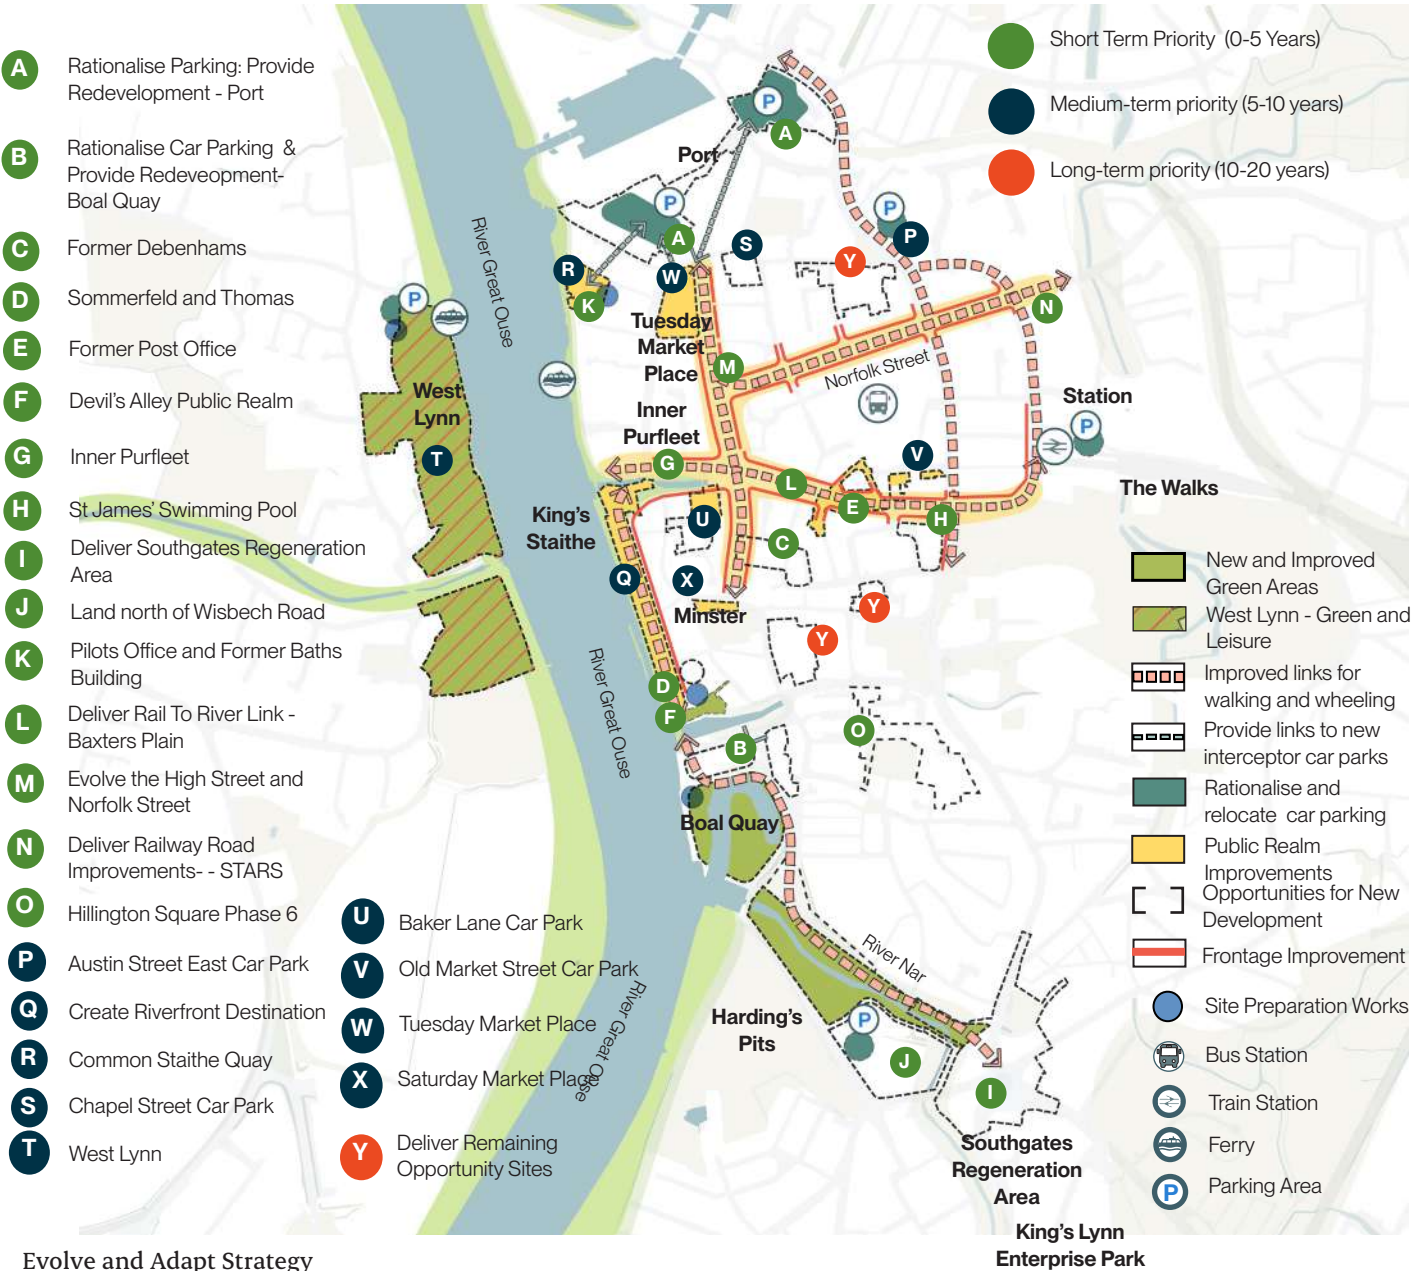 A
Rationalise Parking: Provide
Redevelopment - Port
B
Rationalise Car Parking &
Provide Redeveopment-
Boal Quay
C
Former Debenhams
D
Sommerfeld and Thomas
E
Former Post Office
F
Devil's Alley Public Realm
G
Inner Purfleet
H
St James' Swimming Pool
I
Deliver Southgates Regeneration
Area
J
Land north of Wisbech Road
K
Pilots Office and Former Baths
Building
L
Deliver Rail To River Link -
Baxters Plain
M
Evolve the High Street and
Norfolk Street
N
Deliver Railway Road
Improvements- - STARS
O
Hillington Square Phase 6
P
Austin Street East Car Park
Q
Create Riverfront Destination
R
Common Staithe Quay
S
Chapel Street Car Park
T
West Lynn
U
Baker Lane Car Park
V
Old Market Street Car Park
W
Tuesday Market Place
X
Saturday Market Place
Y
Deliver Remaining
Opportunity Sites
Short Term Priority (0-5 Years)
Medium-term priority (5-10 years)
Long-term priority (10-20 years)
P
A
Port
P
A
S
P
P
Y
R
W
K
N
Tuesday
Market
Place
M
Norfolk Street
River Great Ouse
P
West
Lynn
T
Inner
Purfleet
G
Station
P
V
L
E
H
The Walks
King's
Staithe
U
C
Q
X
Minster
Y
Y
River Great Ouse
D
F
B
O
Boal Quay
River Nar
Harding's
Pits
P
J
I
River Great Ouse
Southgates
Regeneration
Area
King's Lynn
Enterprise Park
New and Improved
Green Areas
West Lynn - Green and
Leisure
Improved links for
walking and wheeling
Provide links to new
interceptor car parks
Rationalise and
relocate car parking
Public Realm
Improvements
Opportunities for New
Development
Frontage Improvement
Site Preparation Works
Bus Station
Train Station
Ferry
P
Parking Area
Evolve and Adapt Strategy